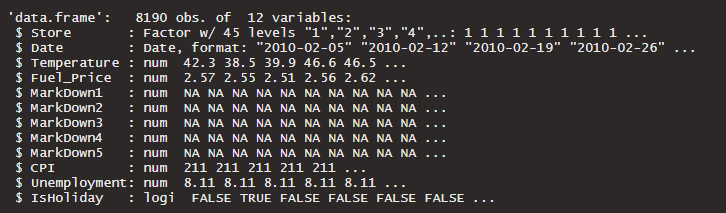 'data.frame':   8190 obs. of  12 variables:
 $ Store       : Factor w/ 45 levels "1","2","3","4",..: 1 1 1 1 1 1 1 1 1 1 ...
 $ Date        : Date, format: "2010-02-05" "2010-02-12" "2010-02-19" "2010-02-26" ...
 $ Temperature : num  42.3 38.5 39.9 46.6 46.5 ...
 $ Fuel_Price  : num  2.57 2.55 2.51 2.56 2.62 ...
 $ MarkDown1   : num  NA NA NA NA NA NA NA NA NA NA ...
 $ MarkDown2   : num  NA NA NA NA NA NA NA NA NA NA ...
 $ MarkDown3   : num  NA NA NA NA NA NA NA NA NA NA ...
 $ MarkDown4   : num  NA NA NA NA NA NA NA NA NA NA ...
 $ MarkDown5   : num  NA NA NA NA NA NA NA NA NA NA ...
 $ CPI         : num  211 211 211 211 211 ...
 $ Unemployment: num  8.11 8.11 8.11 8.11 8.11 ...
 $ IsHoliday   : logi  FALSE TRUE FALSE FALSE FALSE FALSE ...